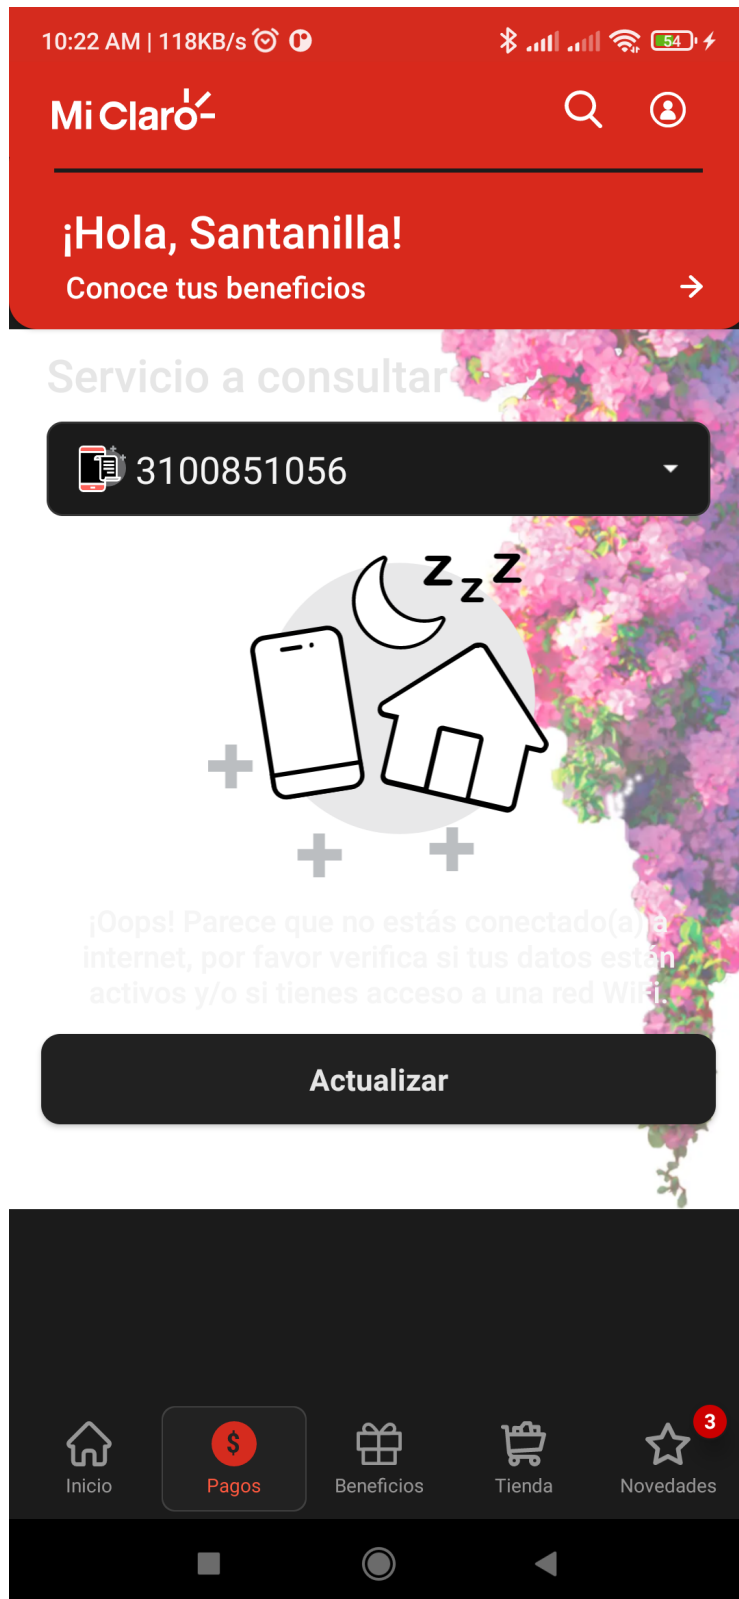 10:22 AM | 118KB/s
54
Mi Claro
¡Hola, Santanilla!
Conoce tus beneficios
Servicio a consultar
3100851056
z z z
¡Oops! Parece que no estás conectado(a) a
internet, por favor verifica si tus datos están
activos y/o si tienes acceso a una red WiFi.
Actualizar
3
$
Inicio
Pagos
Beneficios
Tienda
Novedades